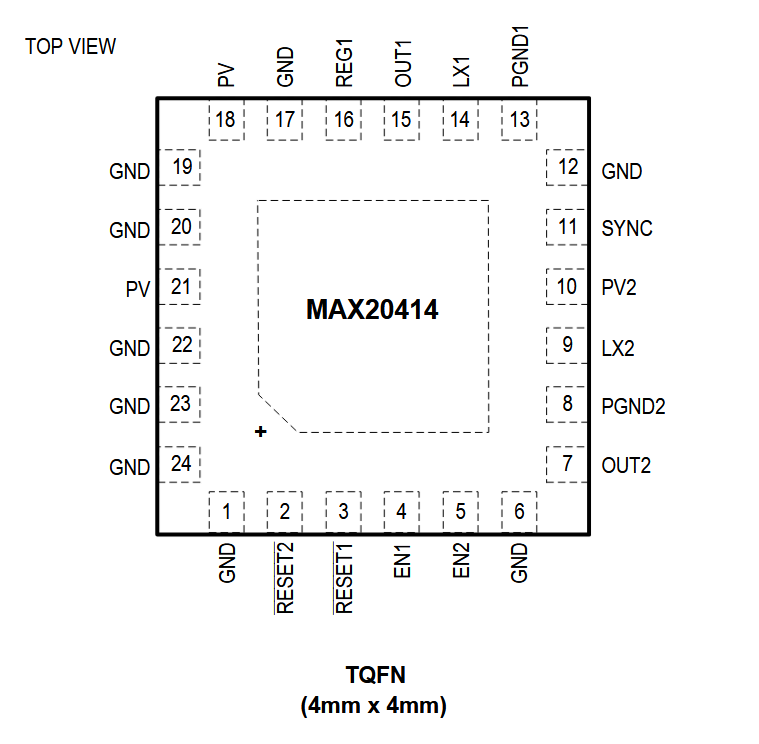 TOP VIEW
PV
GND
REG1
OUT1
LX1
PGND1
18
17
16
15
14
13
GND 19
12 GND
GND 20
11 SYNC
PV 21
10 PV2
MAX20414
GND 22
9 LX2
GND 23
8 PGND2
+
GND 24
7 OUT2
1
2
3
4
5
6
GND
RESET2
RESET1
EN1
EN2
GND
TQFN
(4mm x 4mm)